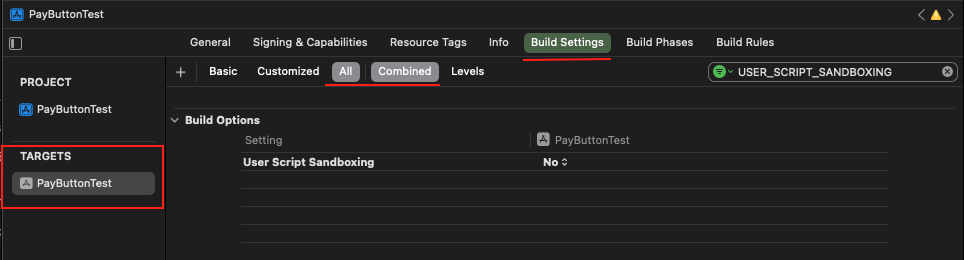 PayButtonTest
General Signing & Capabilities Resource Tags Info Build Settings Build Phases Build Rules
PROJECT
PayButtonTest
TARGETS
PayButtonTest
+ Basic Customized All Combined Levels USER_SCRIPT_SANDBOXING
Build Options
Setting PayButtonTest
User Script Sandboxing No